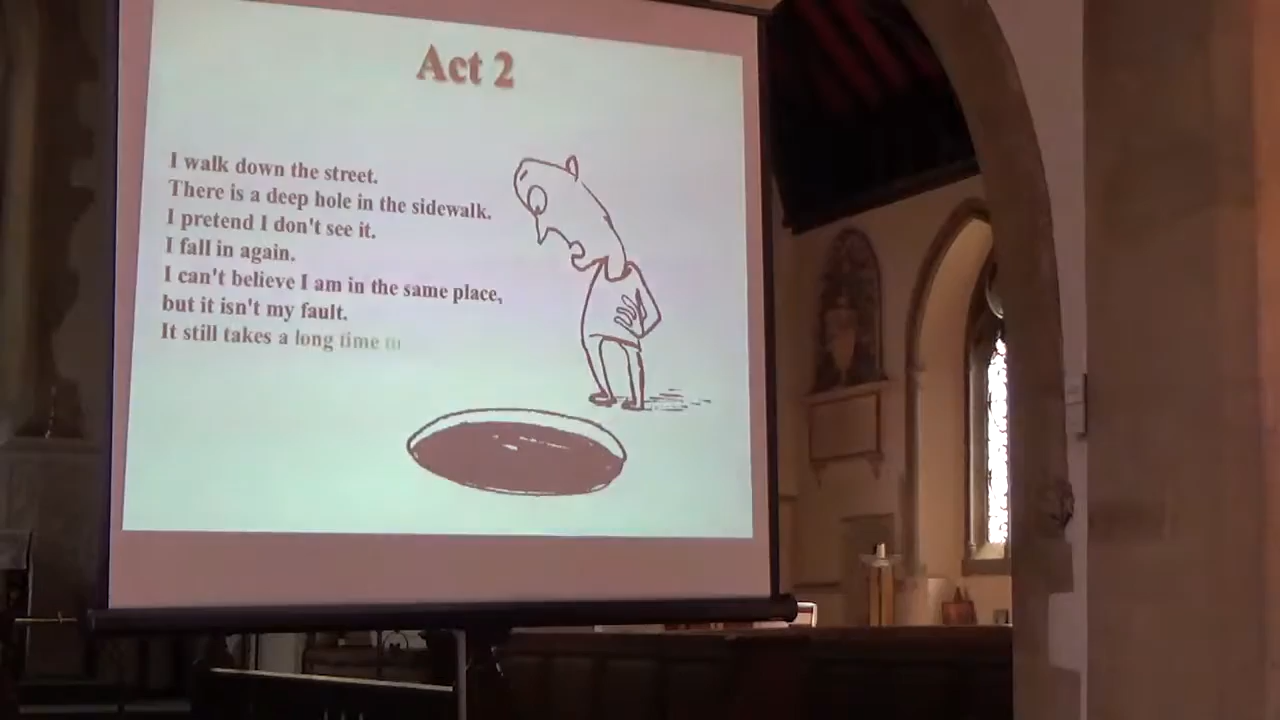 Act 2
I walk down the street.
There is a deep hole in the sidewalk.
I pretend I don't see it.
I fall in again.
I can't believe I am in the same place,
but it isn't my fault.
It still takes a long time